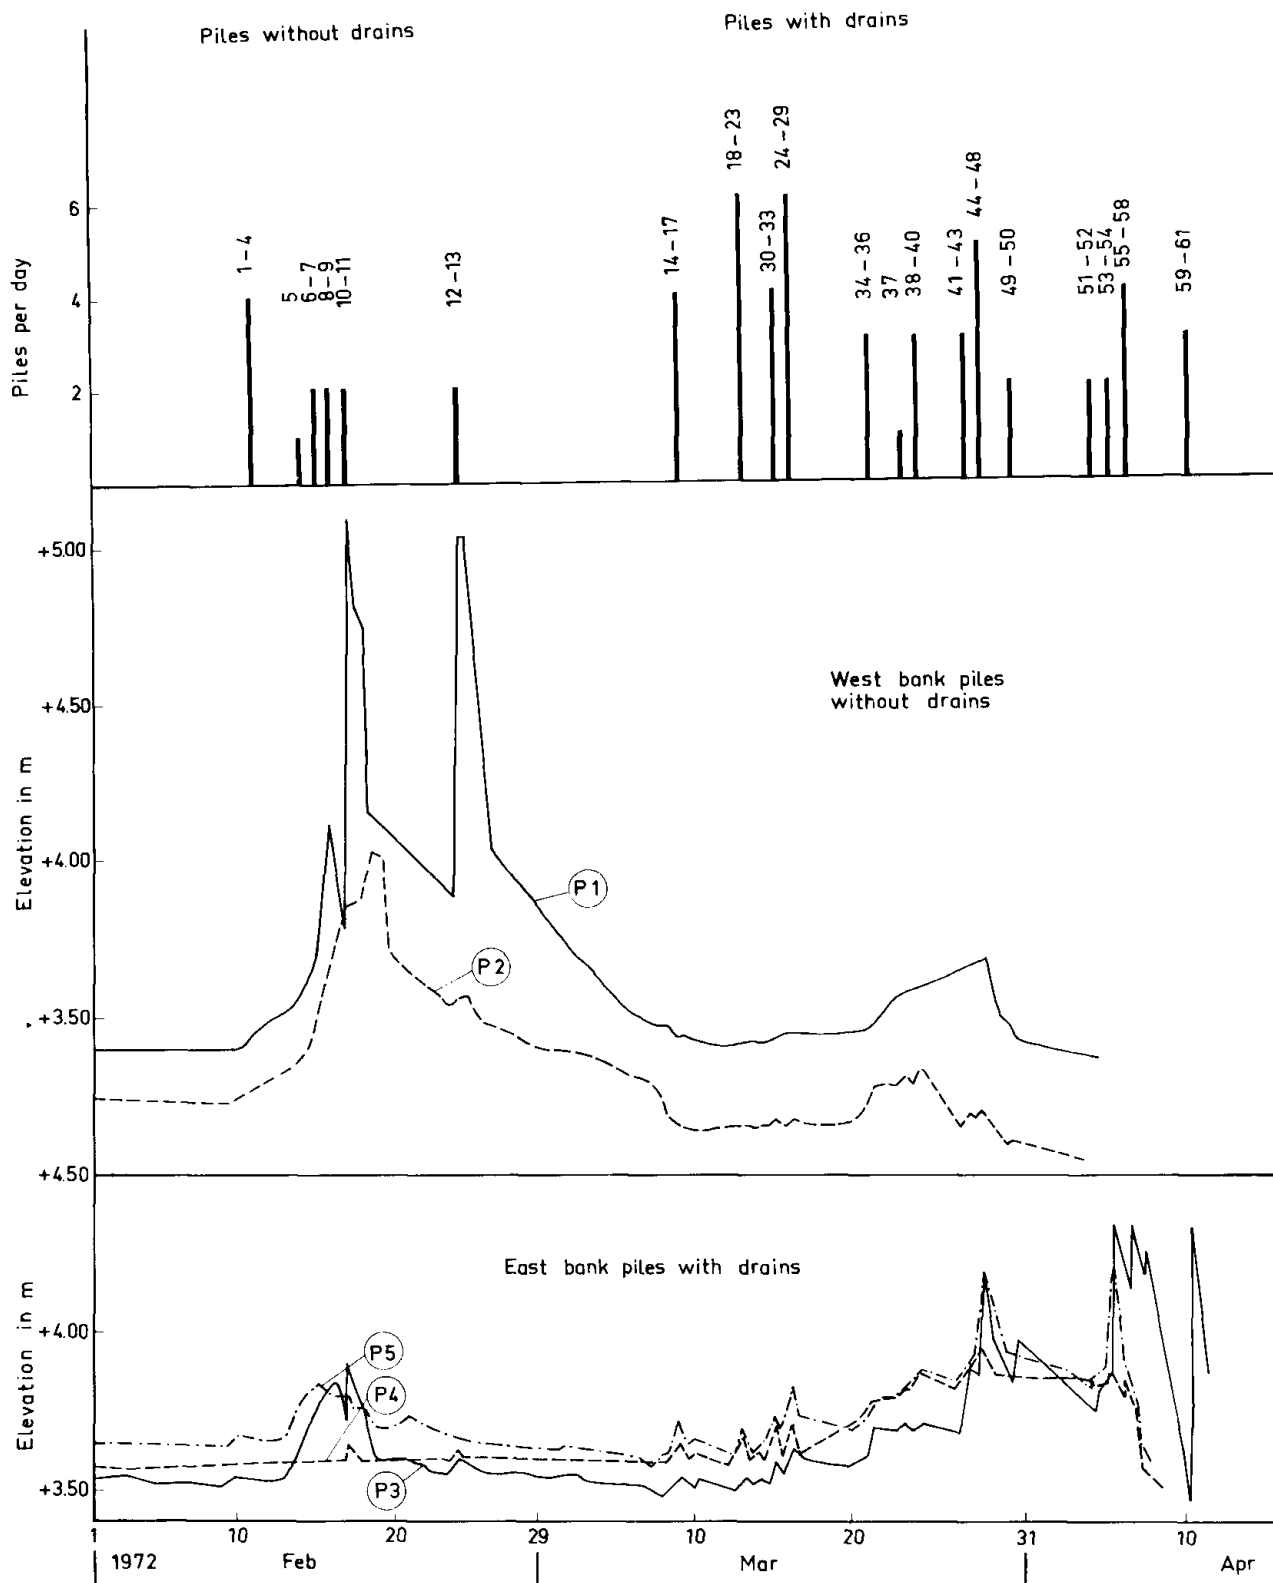 Piles without drains
Piles with drains
Piles per day
6
4
2
1-4
5
6-7
8-9
10-11
12-13
14-17
18-23
30-33
24-29
34-36
37
38-40
41-43
44-48
49-50
51-52
53-54
55-58
59-61
Elevation in m
+5.00
+4.50
+4.00
+3.50
West bank piles
without drains
P1
P2
+4.50
Elevation in m
+4.00
+3.50
East bank piles with drains
P5
P4
P3
1
10
20
29
10
20
31
10
1972
Feb
Mar
Apr